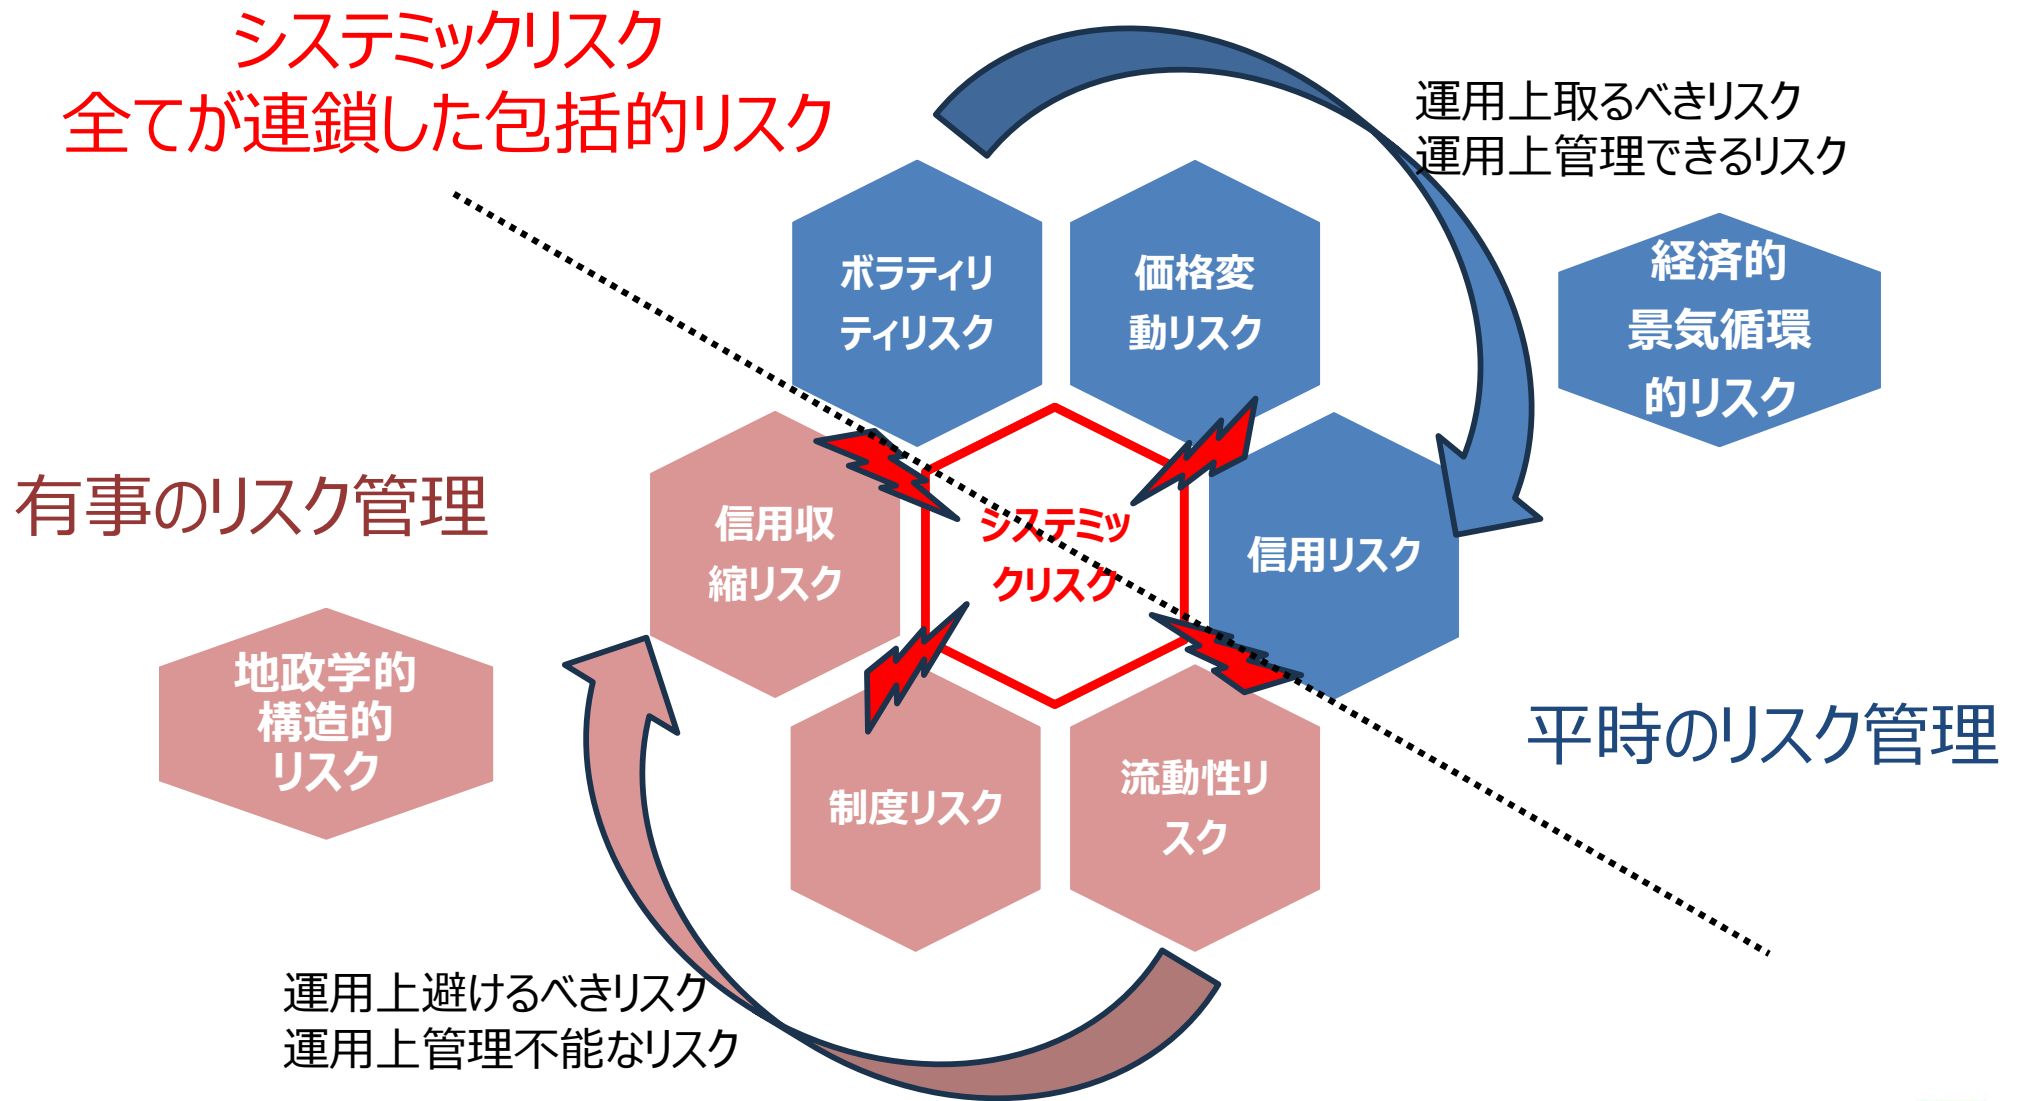 システミックリスク
全てが連鎖した包括的リスク
運用上取るべきリスク
運用上管理できるリスク
ボラティリ
ティリスク
価格変
動リスク
経済的
景気循環
的リスク
有事のリスク管理
信用収
縮リスク
システミッ
クリスク
信用リスク
地政学的
構造的
リスク
平時のリスク管理
制度リスク
流動性リ
スク
運用上避けるべきリスク
運用上管理不能なリスク